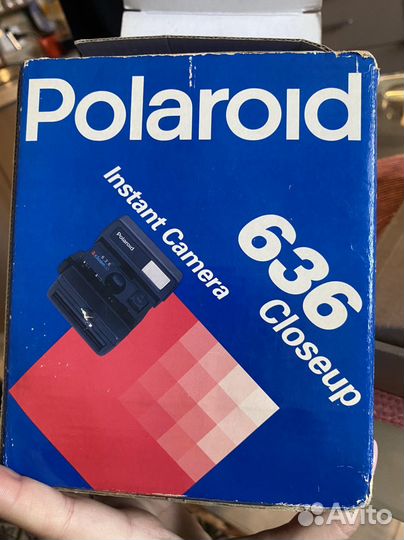 Polaroid
Instant Camera
636
Closeup
Polaroid
Avito